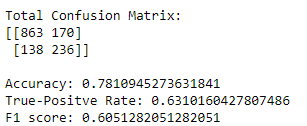 Total Confusion Matrix:
[[863 170]
 [138 236]]

Accuracy: 0.7810945273631841
True-Positve Rate: 0.6310160427807486
F1 score: 0.6051282051282051